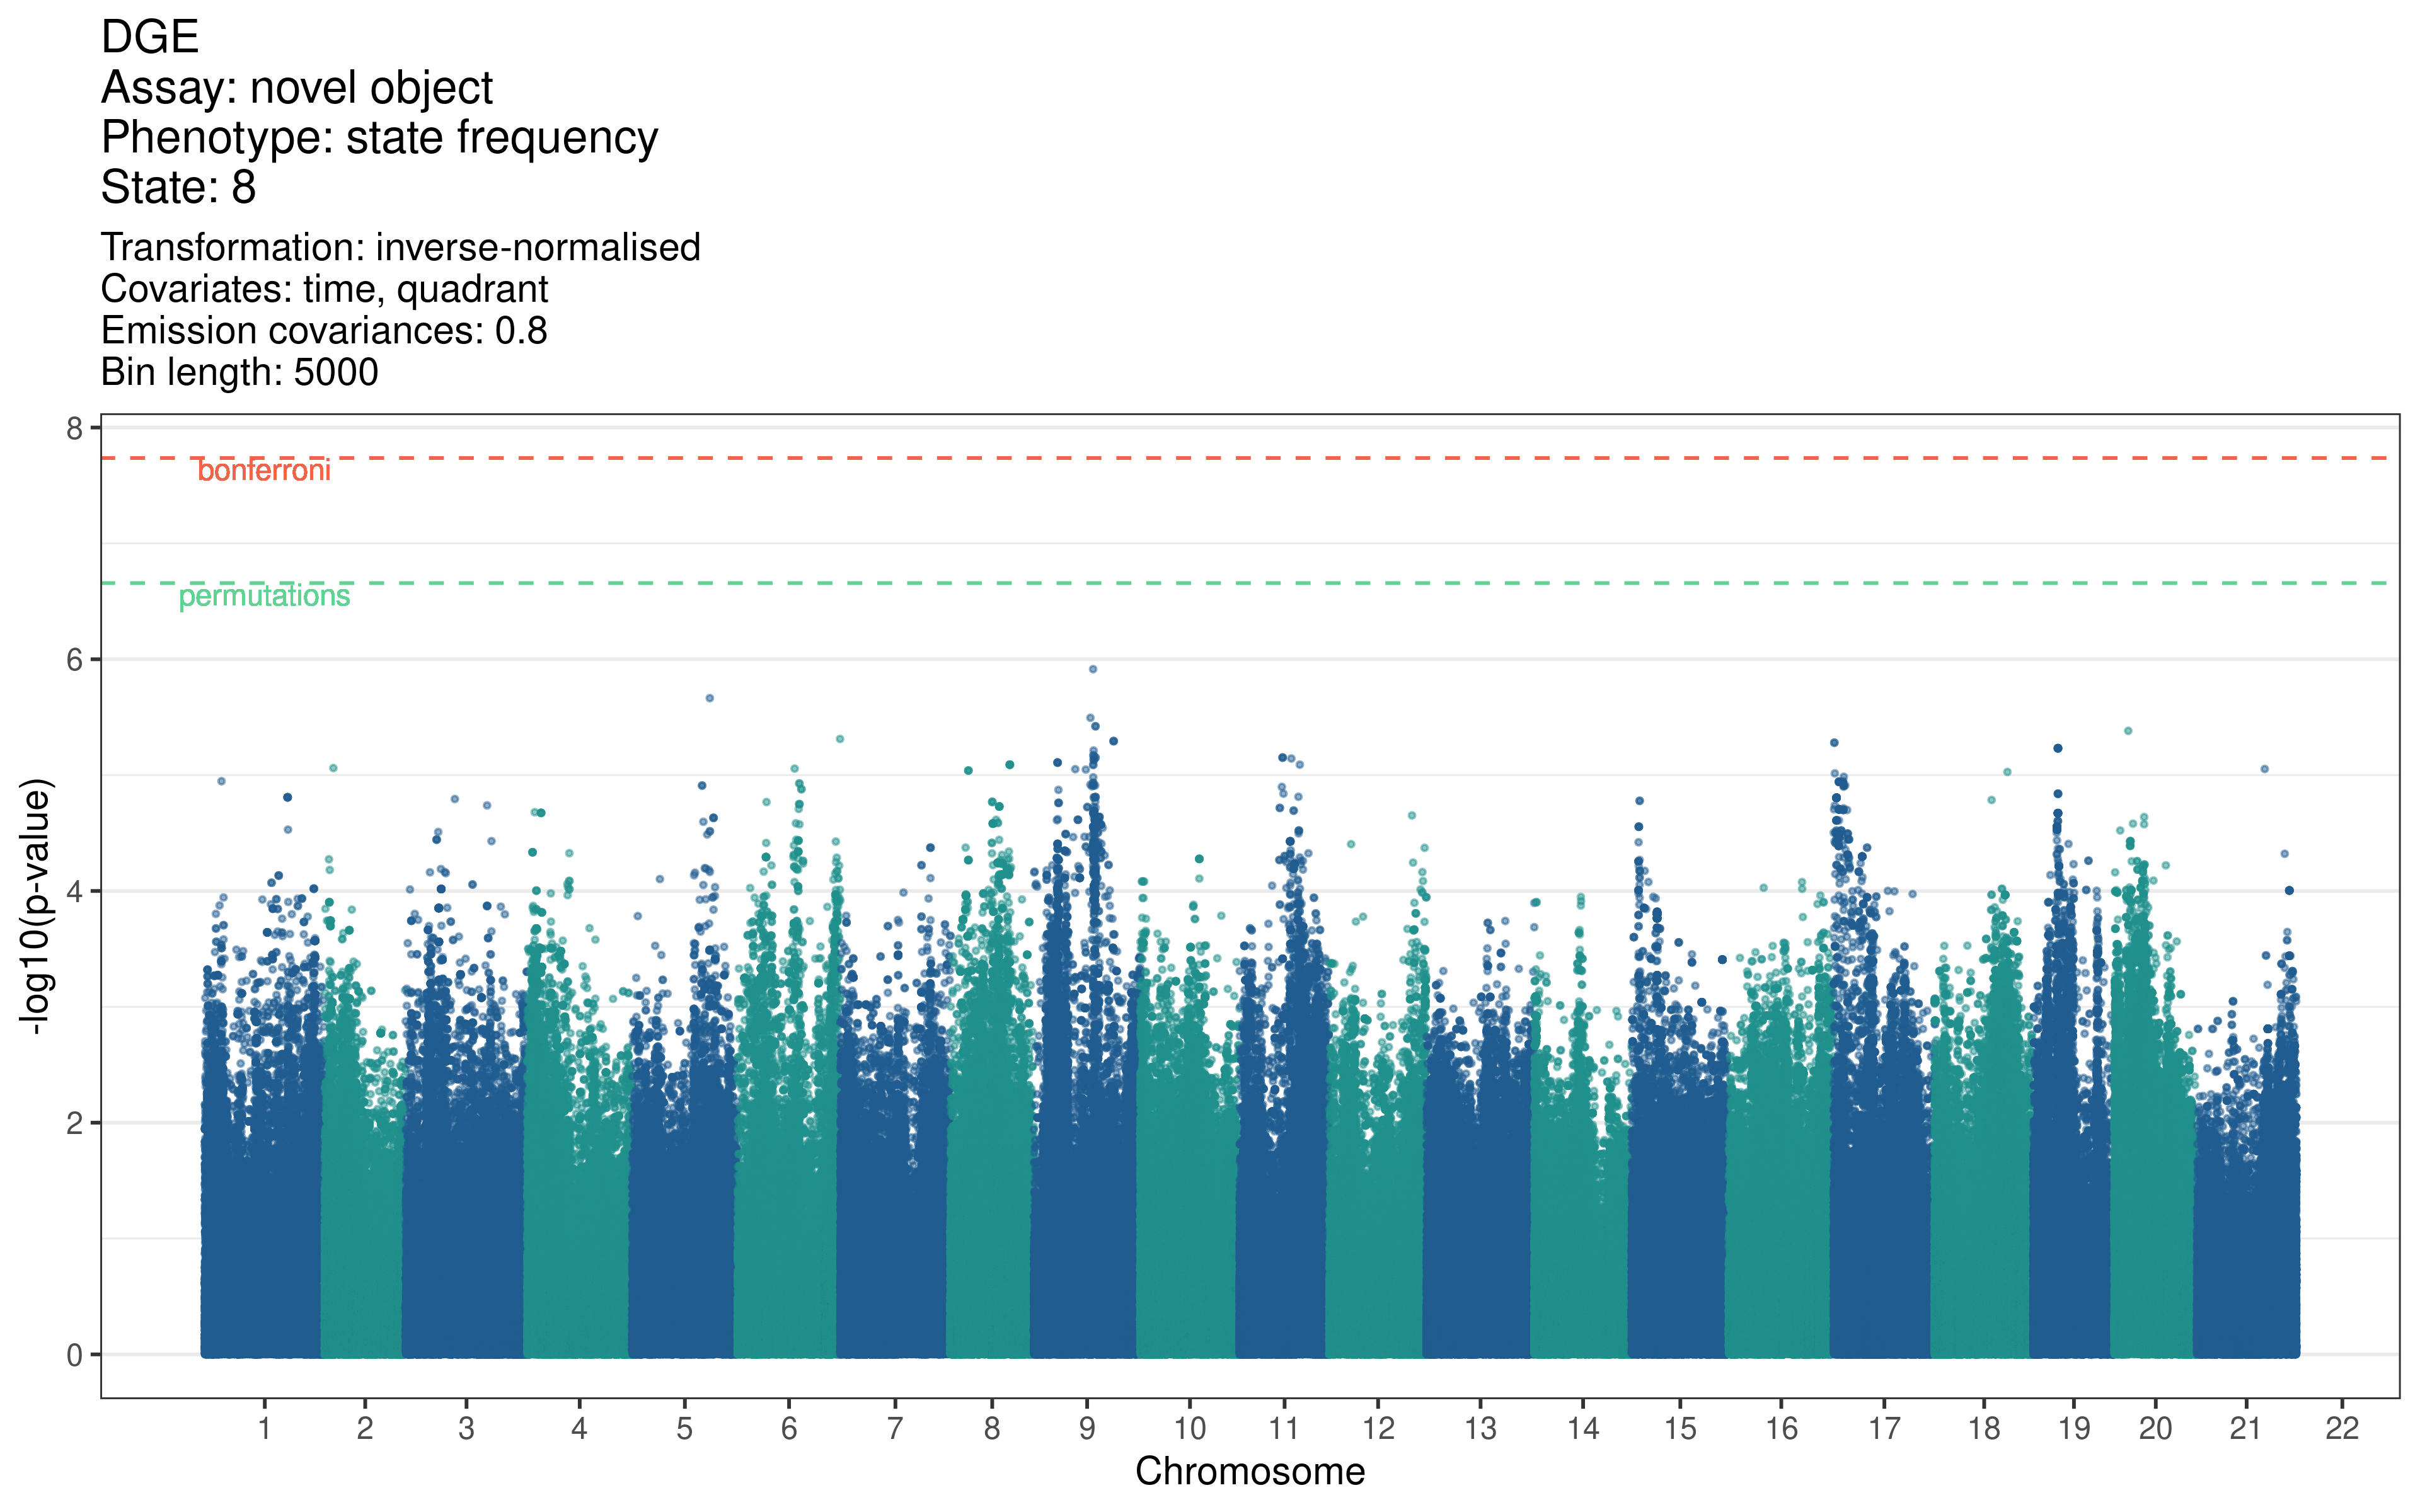 DGE
Assay: novel object
Phenotype: state frequency
State: 8
Transformation: inverse-normalised
Covariates: time, quadrant
Emission covariances: 0.8
Bin length: 5000
8
bonferroni
permutations
6
4
2
0
-log10(p-value)
1 2 3 4 5 6 7 8 9 10 11 12 13 14 15 16 17 18 19 20 21 22
Chromosome